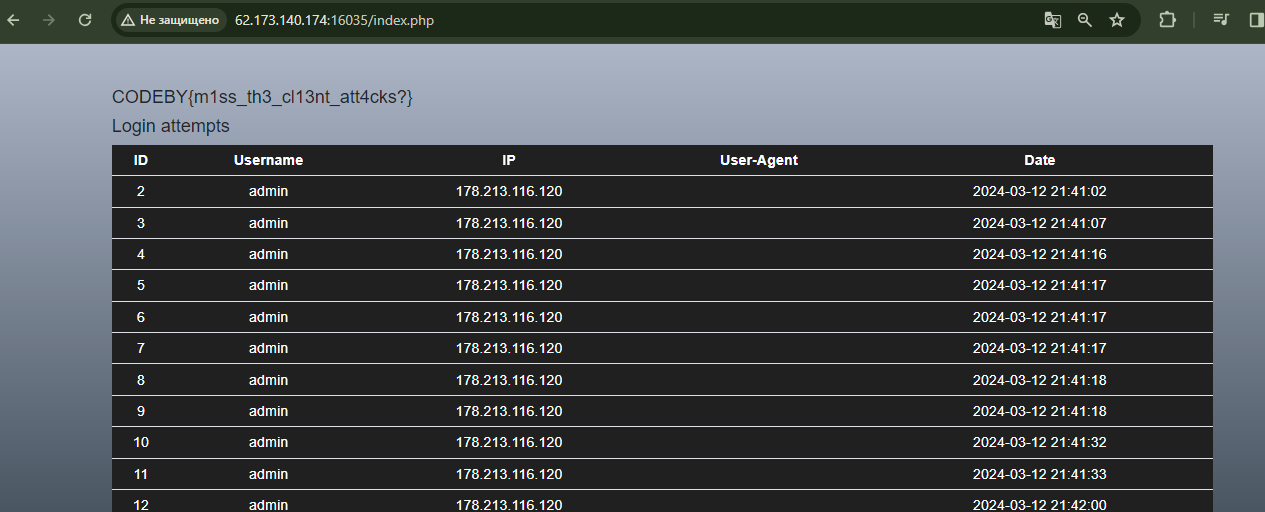 Не защищено 62.173.140.174:16035/index.php
CODEBY{m1ss_th3_cl13nt_att4cks?}
Login attempts
ID Username IP User-Agent Date
2 admin 178.213.116.120 2024-03-12 21:41:02
3 admin 178.213.116.120 2024-03-12 21:41:07
4 admin 178.213.116.120 2024-03-12 21:41:16
5 admin 178.213.116.120 2024-03-12 21:41:17
6 admin 178.213.116.120 2024-03-12 21:41:17
7 admin 178.213.116.120 2024-03-12 21:41:17
8 admin 178.213.116.120 2024-03-12 21:41:18
9 admin 178.213.116.120 2024-03-12 21:41:18
10 admin 178.213.116.120 2024-03-12 21:41:32
11 admin 178.213.116.120 2024-03-12 21:41:33
12 admin 178.213.116.120 2024-03-12 21:42:00